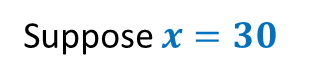 Suppose x = 30